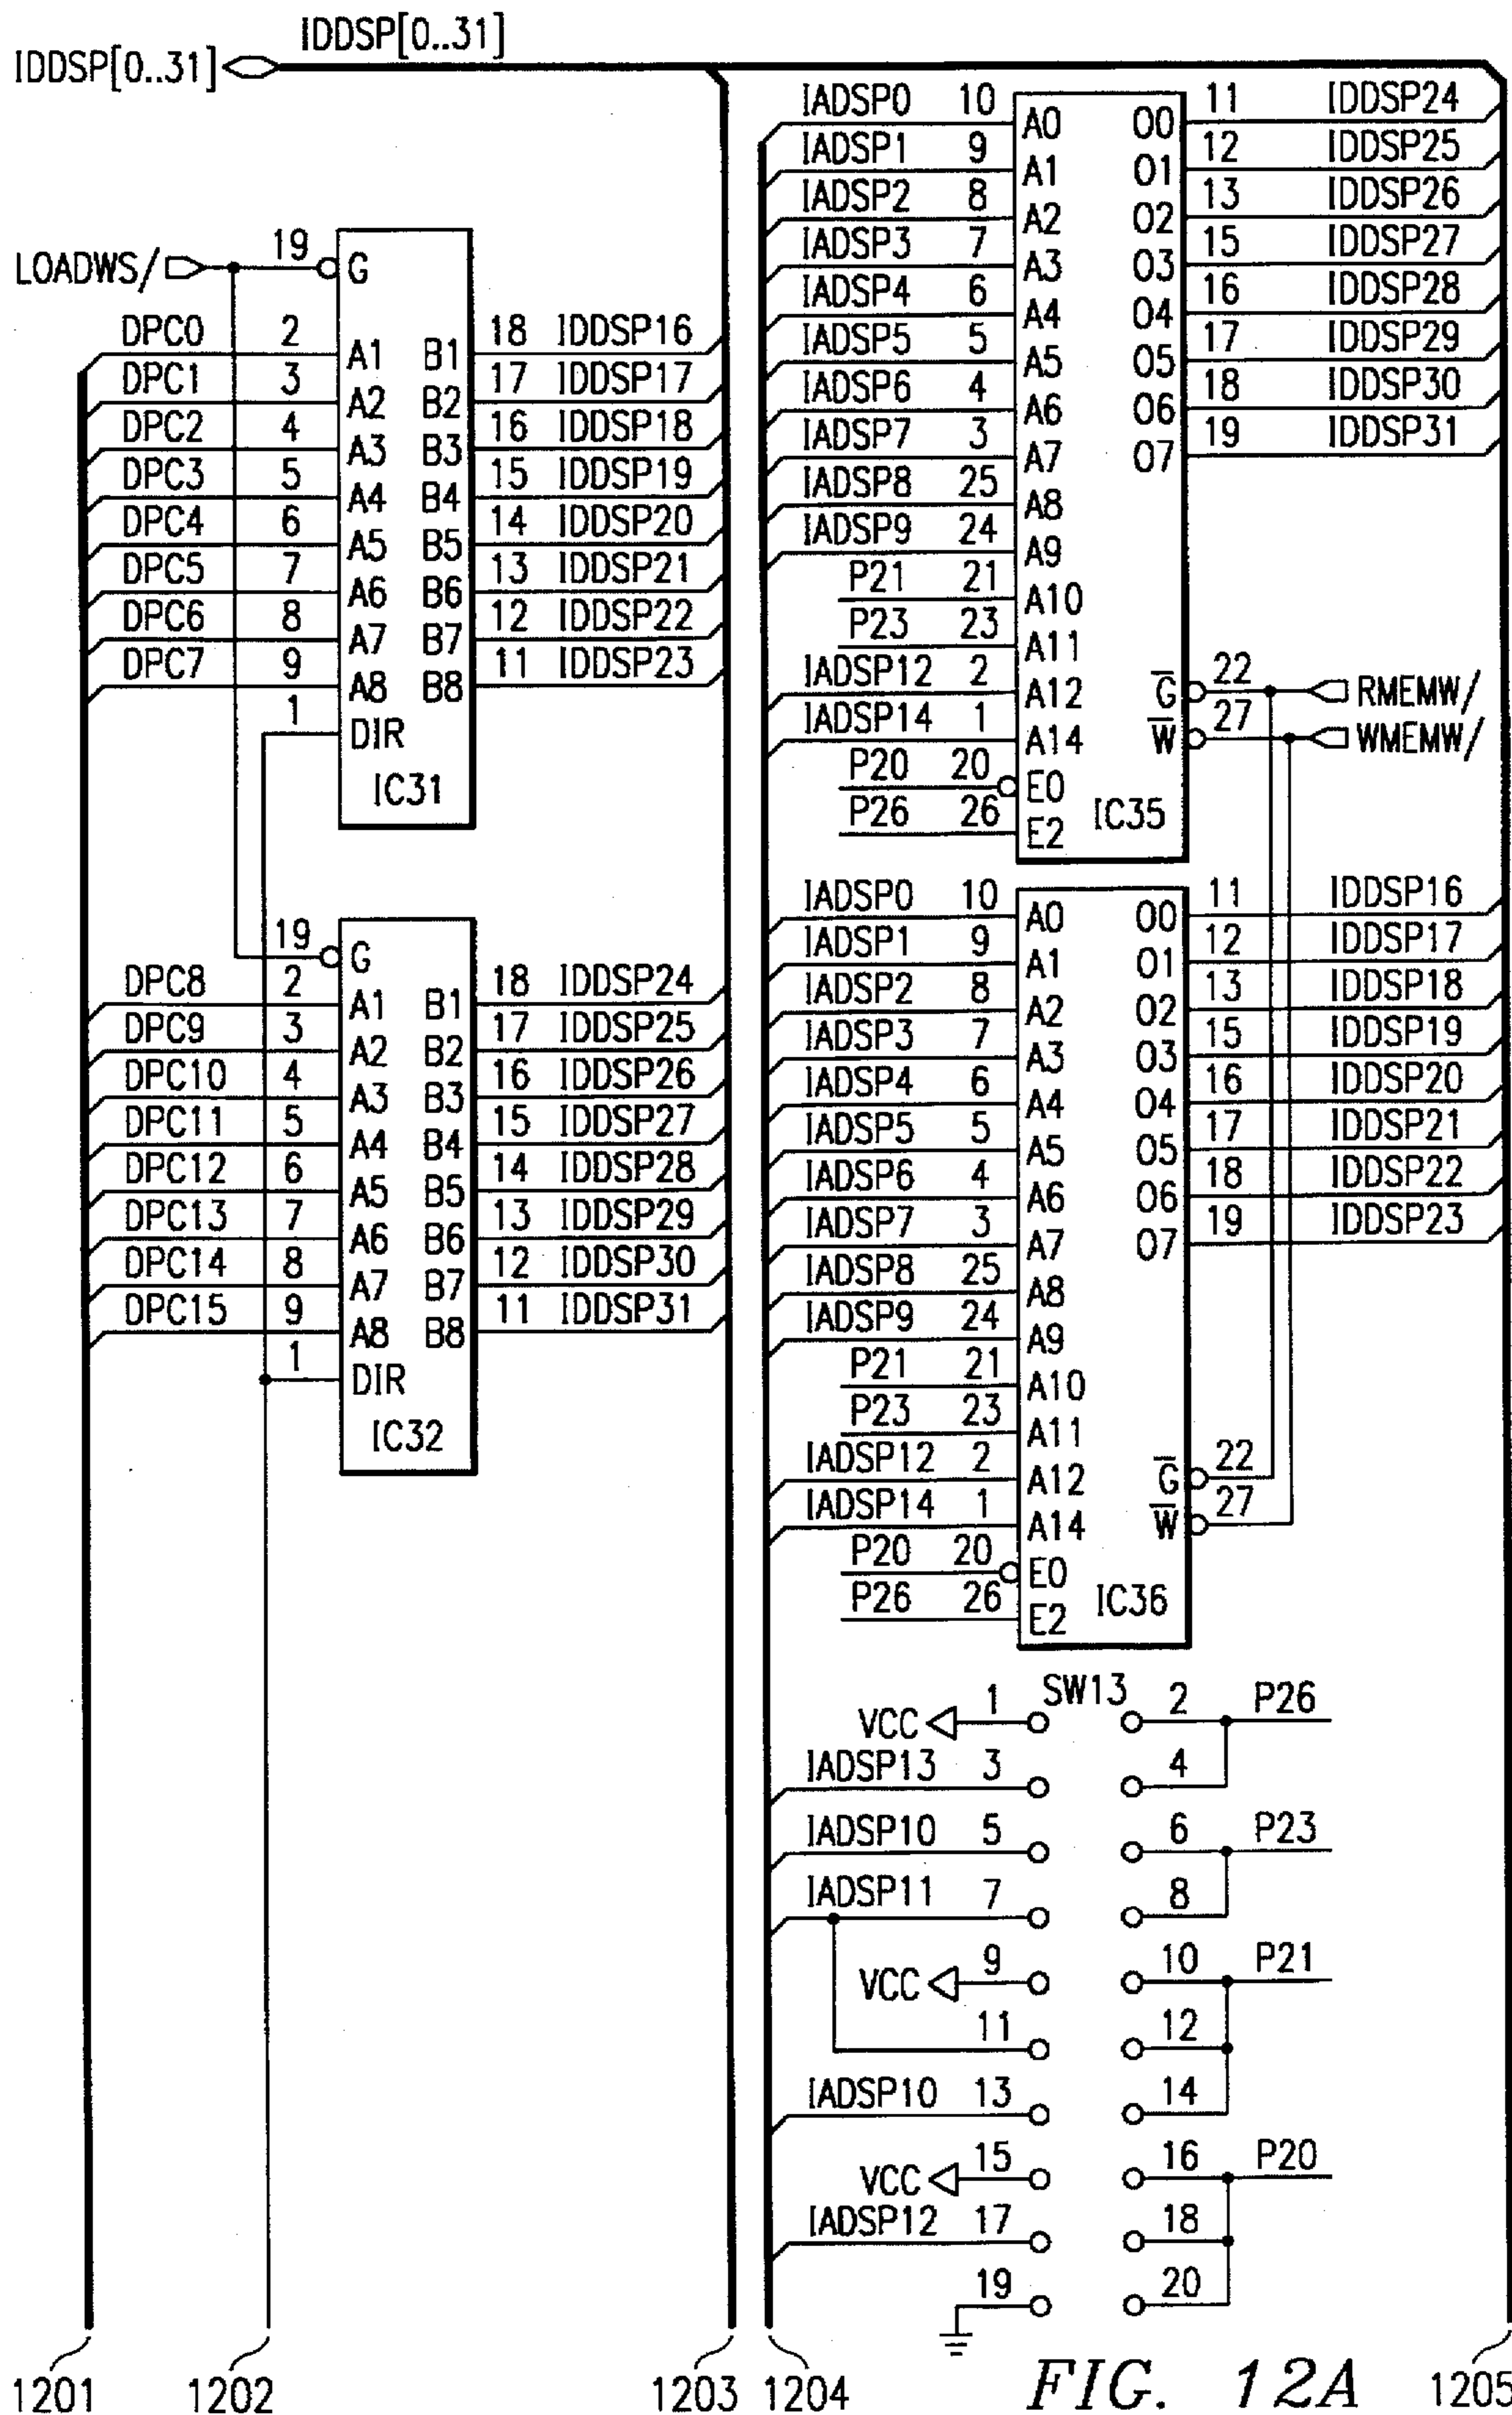 IDDSP[0..31]
IDDSP[0..31]
LOADWS/
19 G
DPC0 2 A1 B1 18 IDDSP16
DPC1 3 A2 B2 17 IDDSP17
DPC2 4 A3 B3 16 IDDSP18
DPC3 5 A4 B4 15 IDDSP19
DPC4 6 A5 B5 14 IDDSP20
DPC5 7 A6 B6 13 IDDSP21
DPC6 8 A7 B7 12 IDDSP22
DPC7 9 A8 B8 11 IDDSP23
1 DIR
IC31
19 G
DPC8 2 A1 B1 18 IDDSP24
DPC9 3 A2 B2 17 IDDSP25
DPC10 4 A3 B3 16 IDDSP26
DPC11 5 A4 B4 15 IDDSP27
DPC12 6 A5 B5 14 IDDSP28
DPC13 7 A6 B6 13 IDDSP29
DPC14 8 A7 B7 12 IDDSP30
DPC15 9 A8 B8 11 IDDSP31
1 DIR
IC32
IADSP0 10 A0 O0 11 IDDSP24
IADSP1 9 A1 O1 12 IDDSP25
IADSP2 8 A2 O2 13 IDDSP26
IADSP3 7 A3 O3 15 IDDSP27
IADSP4 6 A4 O4 16 IDDSP28
IADSP5 5 A5 O5 17 IDDSP29
IADSP6 4 A6 O6 18 IDDSP30
IADSP7 3 A7 O7 19 IDDSP31
IADSP8 25 A8
IADSP9 24 A9
P21 21 A10
P23 23 A11
IADSP12 2 A12 G̅ 22 RMEMW/
IADSP14 1 A14 W̅ 27 WMEMW/
P20 20 E0
P26 26 E2
IC35
IADSP0 10 A0 O0 11 IDDSP16
IADSP1 9 A1 O1 12 IDDSP17
IADSP2 8 A2 O2 13 IDDSP18
IADSP3 7 A3 O3 15 IDDSP19
IADSP4 6 A4 O4 16 IDDSP20
IADSP5 5 A5 O5 17 IDDSP21
IADSP6 4 A6 O6 18 IDDSP22
IADSP7 3 A7 O7 19 IDDSP23
IADSP8 25 A8
IADSP9 24 A9
P21 21 A10
P23 23 A11
IADSP12 2 A12 G̅ 22
IADSP14 1 A14 W̅ 27
P20 20 E0
P26 26 E2
IC36
SW13
VCC 1 2 P26
IADSP13 3 4
IADSP10 5 6 P23
IADSP11 7 8
VCC 9 10 P21
11 12
IADSP10 13 14
VCC 15 16 P20
IADSP12 17 18
19 20
1201 1202 1203 1204 1205
FIG. 12A